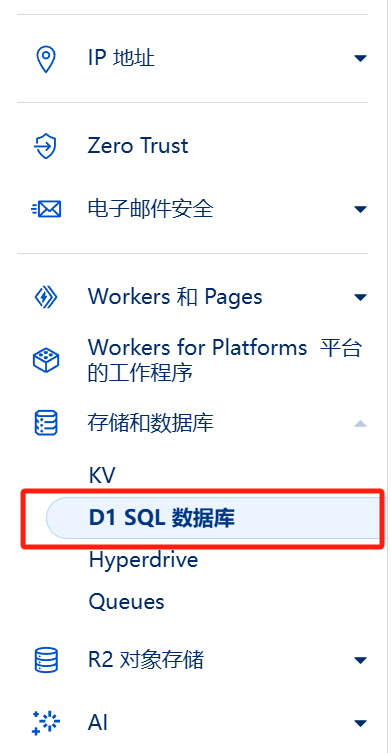 IP 地址
Zero Trust
电子邮件安全
Workers 和 Pages
Workers for Platforms 平台
的工作程序
存储和数据库
KV
D1 SQL 数据库
Hyperdrive
Queues
R2 对象存储
AI